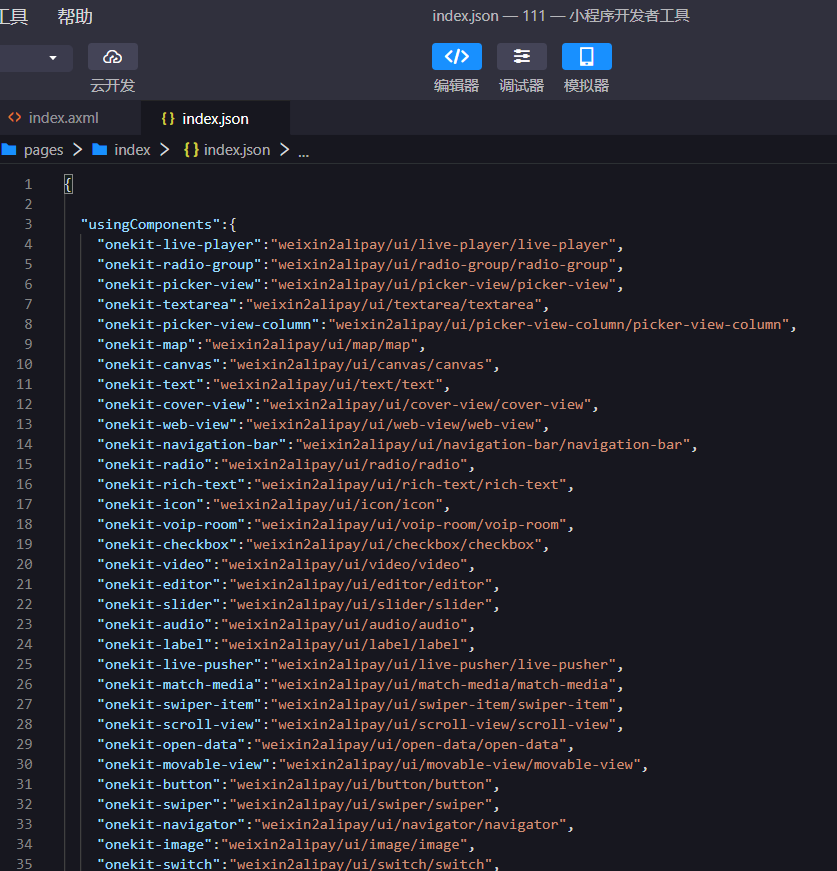 工具 帮助 index.json — 111 — 小程序开发者工具
云开发 编辑器 调试器 模拟器
index.axml { } index.json
pages > index > { } index.json > ...
1 {
2
3 "usingComponents":{
4 "onekit-live-player":"weixin2alipay/ui/live-player/live-player",
5 "onekit-radio-group":"weixin2alipay/ui/radio-group/radio-group",
6 "onekit-picker-view":"weixin2alipay/ui/picker-view/picker-view",
7 "onekit-textarea":"weixin2alipay/ui/textarea/textarea",
8 "onekit-picker-view-column":"weixin2alipay/ui/picker-view-column/picker-view-column",
9 "onekit-map":"weixin2alipay/ui/map/map",
10 "onekit-canvas":"weixin2alipay/ui/canvas/canvas",
11 "onekit-text":"weixin2alipay/ui/text/text",
12 "onekit-cover-view":"weixin2alipay/ui/cover-view/cover-view",
13 "onekit-web-view":"weixin2alipay/ui/web-view/web-view",
14 "onekit-navigation-bar":"weixin2alipay/ui/navigation-bar/navigation-bar",
15 "onekit-radio":"weixin2alipay/ui/radio/radio",
16 "onekit-rich-text":"weixin2alipay/ui/rich-text/rich-text",
17 "onekit-icon":"weixin2alipay/ui/icon/icon",
18 "onekit-voip-room":"weixin2alipay/ui/voip-room/voip-room",
19 "onekit-checkbox":"weixin2alipay/ui/checkbox/checkbox",
20 "onekit-video":"weixin2alipay/ui/video/video",
21 "onekit-editor":"weixin2alipay/ui/editor/editor",
22 "onekit-slider":"weixin2alipay/ui/slider/slider",
23 "onekit-audio":"weixin2alipay/ui/audio/audio",
24 "onekit-label":"weixin2alipay/ui/label/label",
25 "onekit-live-pusher":"weixin2alipay/ui/live-pusher/live-pusher",
26 "onekit-match-media":"weixin2alipay/ui/match-media/match-media",
27 "onekit-swiper-item":"weixin2alipay/ui/swiper-item/swiper-item",
28 "onekit-scroll-view":"weixin2alipay/ui/scroll-view/scroll-view",
29 "onekit-open-data":"weixin2alipay/ui/open-data/open-data",
30 "onekit-movable-view":"weixin2alipay/ui/movable-view/movable-view",
31 "onekit-button":"weixin2alipay/ui/button/button",
32 "onekit-swiper":"weixin2alipay/ui/swiper/swiper",
33 "onekit-navigator":"weixin2alipay/ui/navigator/navigator",
34 "onekit-image":"weixin2alipay/ui/image/image",
35 "onekit-switch":"weixin2alipay/ui/switch/switch",